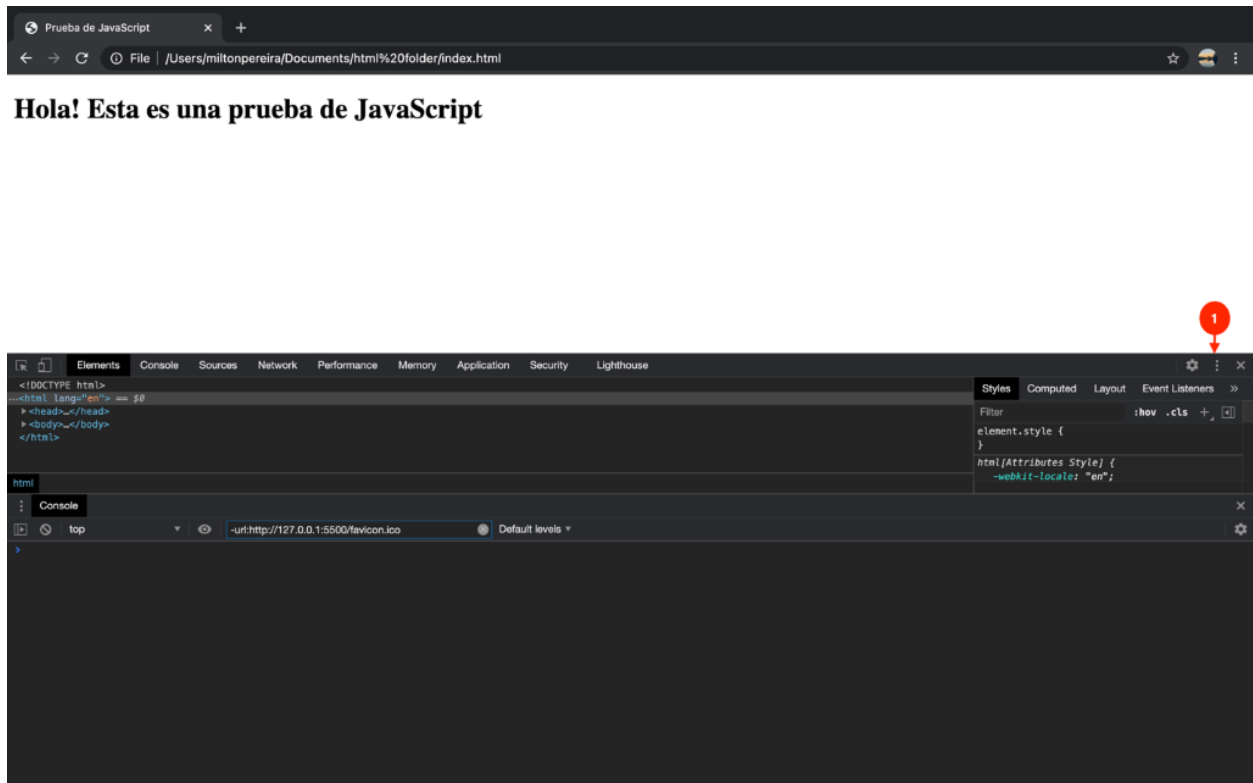 Prueba de JavaScript
File | /Users/miltonpereira/Documents/html%20folder/index.html
Hola! Esta es una prueba de JavaScript
1
Elements Console Sources Network Performance Memory Application Security Lighthouse
<!DOCTYPE html>
...<html lang="en"> == $0
<head>…</head>
<body>…</body>
</html>
html
Styles Computed Layout Event Listeners »
Filter :hov .cls +
element.style {
}
html[Attributes Style] {
-webkit-locale: "en";
Console
top -url:http://127.0.0.1:5500/favicon.ico Default levels
>